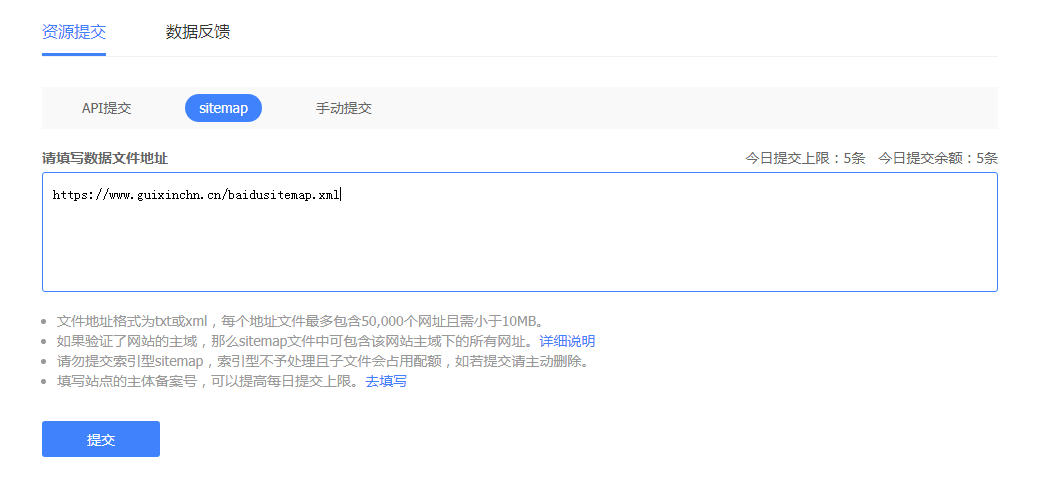 资源提交 数据反馈
API提交 sitemap 手动提交
请填写数据文件地址 今日提交上限：5条 今日提交余额：5条
https://www.guixinchn.cn/baidusitemap.xml
文件地址格式为txt或xml，每个地址文件最多包含50,000个网址且需小于10MB。
如果验证了网站的主域，那么sitemap文件中可包含该网站主域下的所有网址。详细说明
请勿提交索引型sitemap，索引型不予处理且子文件会占用配额，如若提交请主动删除。
填写站点的主体备案号，可以提高每日提交上限。去填写
提交